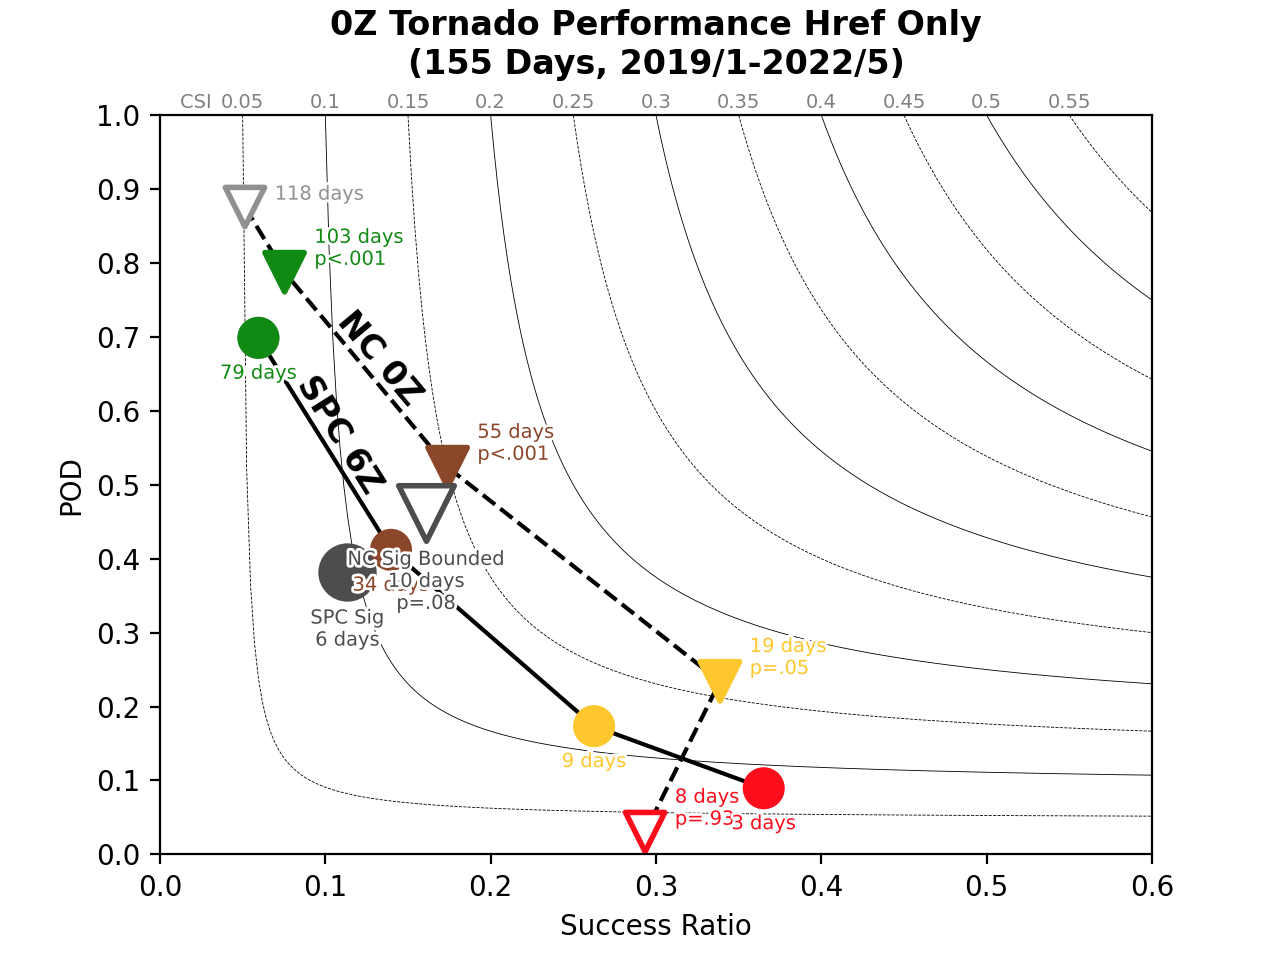 0Z Tornado Performance Href Only
(155 Days, 2019/1-2022/5)
CSI 0.05 0.1 0.15 0.2 0.25 0.3 0.35 0.4 0.45 0.5 0.55
1.0
0.9
0.8
0.7
0.6
0.5
0.4
0.3
0.2
0.1
0.0
POD
118 days
103 days
p<.001
NC 0Z
79 days
SPC 6Z
55 days
p<.001
NC Sig Bounded
10 days
p=.08
34 days
SPC Sig
6 days
19 days
p=.05
9 days
8 days
p=.93
3 days
0.0 0.1 0.2 0.3 0.4 0.5 0.6
Success Ratio